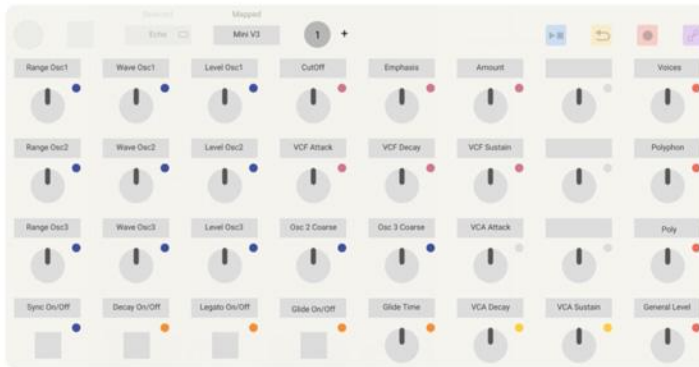 Selected
Mapped
Echo
Mini V3
1
+
Range Osc1
Wave Osc1
Level Osc1
CutOff
Emphasis
Amount
Voices
Range Osc2
Wave Osc2
Level Osc2
VCF Attack
VCF Decay
VCF Sustain
Polyphon
Range Osc3
Wave Osc3
Level Osc3
Osc 2 Coarse
Osc 3 Coarse
VCA Attack
Poly
Sync On/Off
Decay On/Off
Legato On/Off
Glide On/Off
Glide Time
VCA Decay
VCA Sustain
General Level